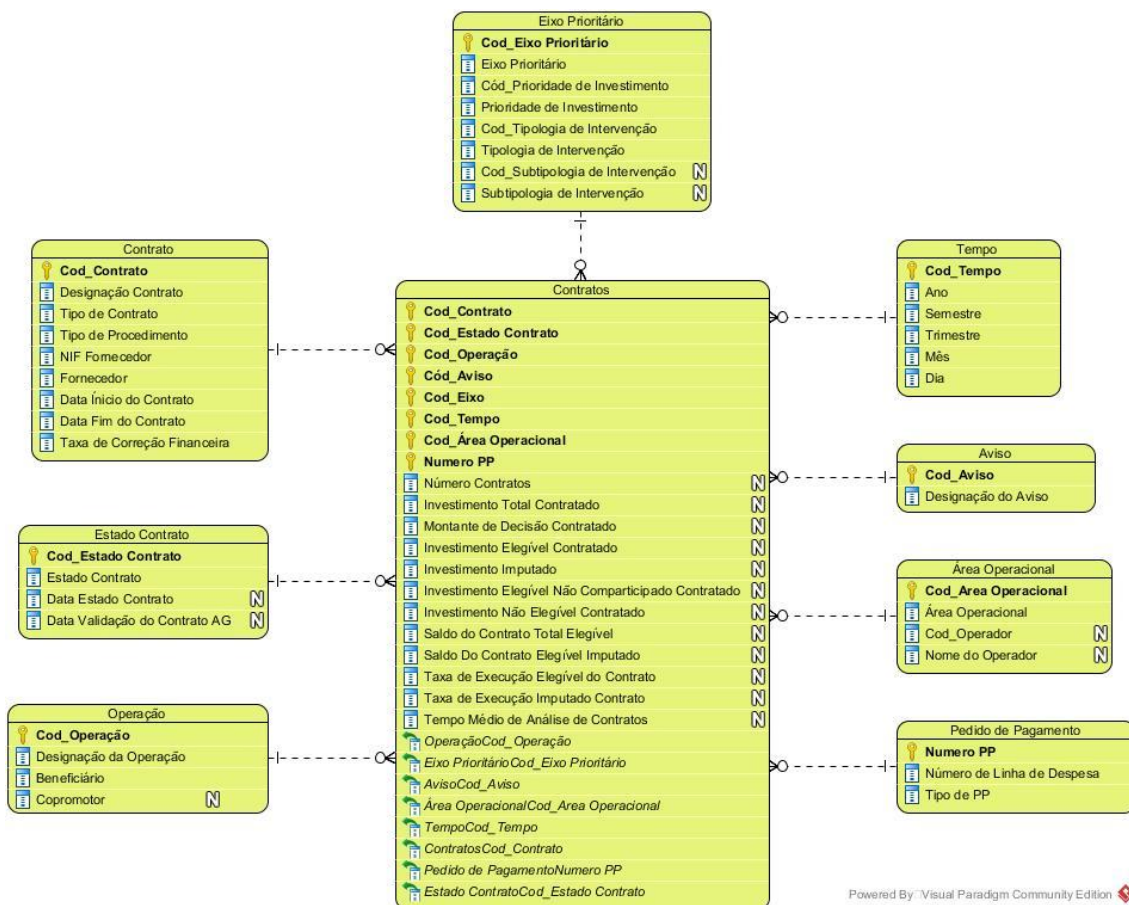 Eixo Prioritário
Cod_Eixo Prioritário
Eixo Prioritário
Cód_Prioridade de Investimento
Prioridade de Investimento
Cod_Tipologia de Intervenção
Tipologia de Intervenção
Cod_Subtipologia de Intervenção N
Subtipologia de Intervenção N
Contrato
Cod_Contrato
Designação Contrato
Tipo de Contrato
Tipo de Procedimento
NIF Fornecedor
Fornecedor
Data Ínicio do Contrato
Data Fim do Contrato
Taxa de Correção Financeira
Estado Contrato
Cod_Estado Contrato
Estado Contrato
Data Estado Contrato N
Data Validação do Contrato AG N
Operação
Cod_Operação
Designação da Operação
Beneficiário
Copromotor N
Contratos
Cod_Contrato
Cod_Estado Contrato
Cod_Operação
Cód_Aviso
Cod_Eixo
Cod_Tempo
Cod_Área Operacional
Numero PP
Número Contratos N
Investimento Total Contratado N
Montante de Decisão Contratado N
Investimento Elegível Contratado N
Investimento Imputado N
Investimento Elegível Não Comparticipado Contratado N
Investimento Não Elegível Contratado N
Saldo do Contrato Total Elegível N
Saldo Do Contrato Elegível Imputado N
Taxa de Execução Elegível do Contrato N
Taxa de Execução Imputado Contrato N
Tempo Médio de Análise de Contratos N
OperaçãoCod_Operação
Eixo PrioritárioCod_Eixo Prioritário
AvisoCod_Aviso
Área OperacionalCod_Area Operacional
TempoCod_Tempo
ContratosCod_Contrato
Pedido de PagamentoNumero PP
Estado ContratoCod_Estado Contrato
Tempo
Cod_Tempo
Ano
Semestre
Trimestre
Mês
Dia
Aviso
Cod_Aviso
Designação do Aviso
Área Operacional
Cod_Area Operacional
Área Operacional
Cod_Operador N
Nome do Operador N
Pedido de Pagamento
Numero PP
Número de Linha de Despesa
Tipo de PP
Powered By Visual Paradigm Community Edition